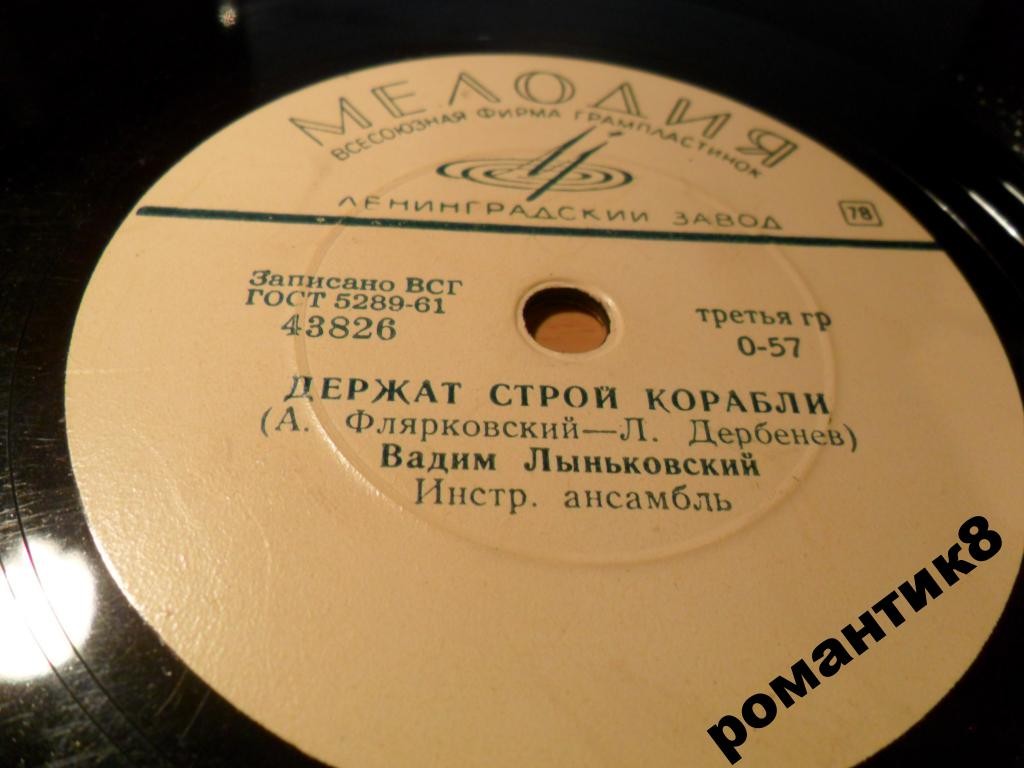 МЕЛОДИЯ
ВСЕСОЮЗНАЯ ФИРМА ГРАМПЛАСТИНОК
ЛЕНИНГРАДСКИЙ ЗАВОД
78
Записано ВСГ
ГОСТ 5289-61
43826
третья гр
0-57
ДЕРЖАТ СТРОЙ КОРАБЛИ
(А. Флярковский—Л. Дербенев)
Вадим Лыньковский
Инстр. ансамбль
романтик8